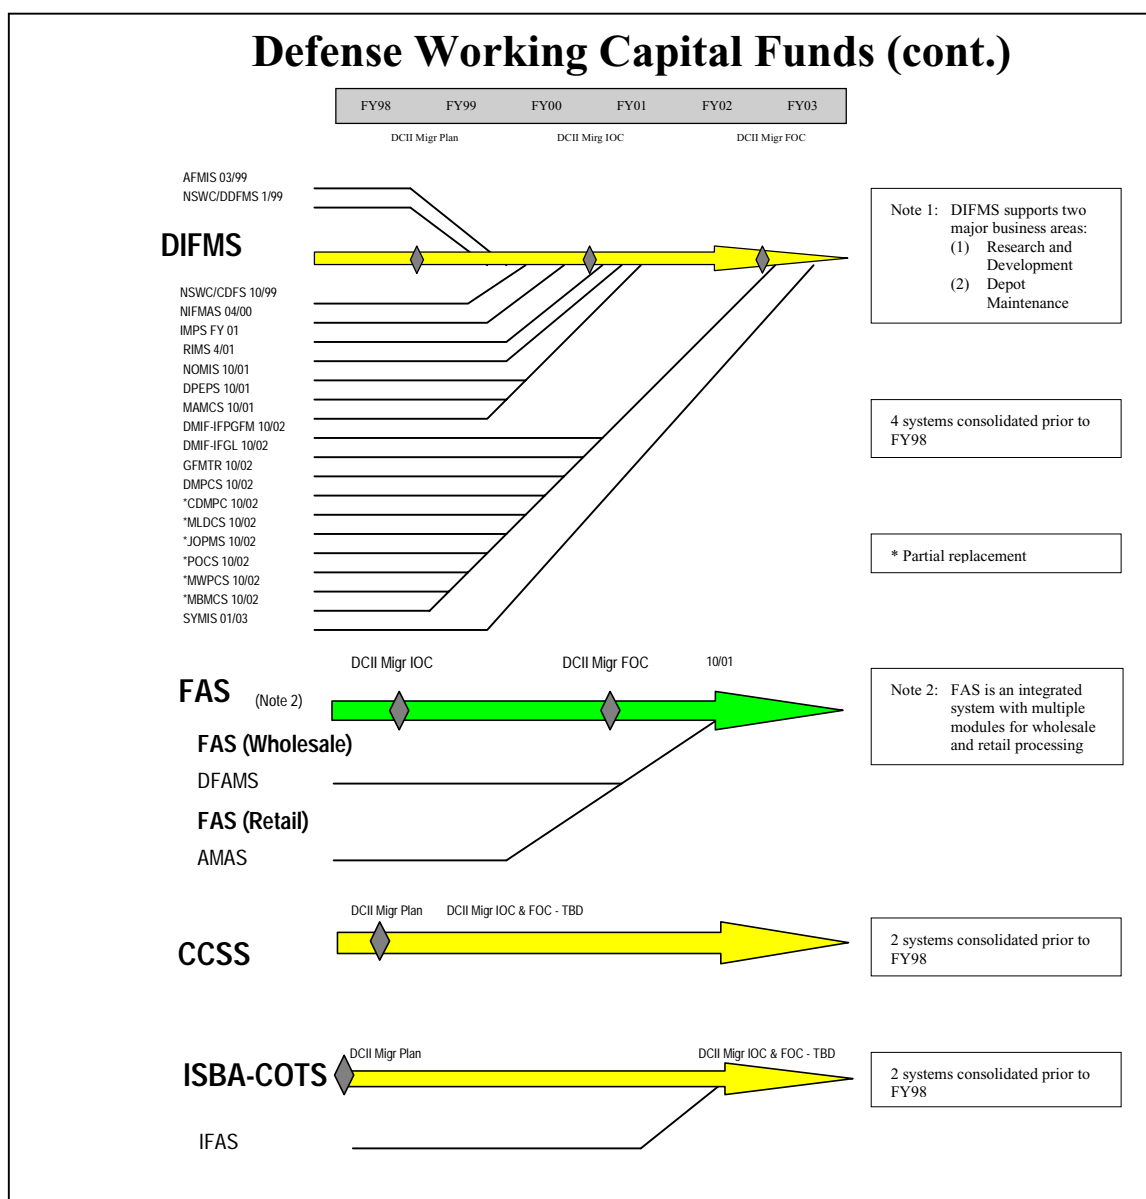 Defense Working Capital Funds (cont.)
FY98 FY99 FY00 FY01 FY02 FY03
DCII Migr Plan DCII Mirg IOC DCII Migr FOC
AFMIS 03/99
NSWC/DDFMS 1/99
DIFMS
NSWC/CDFS 10/99
NIFMAS 04/00
IMPS FY 01
RIMS 4/01
NOMIS 10/01
DPEPS 10/01
MAMCS 10/01
DMIF-IFPGFM 10/02
DMIF-IFGL 10/02
GFMTR 10/02
DMPCS 10/02
*CDMPC 10/02
*MLDCS 10/02
*JOPMS 10/02
*POCS 10/02
*MWPCS 10/02
*MBMCS 10/02
SYMIS 01/03
Note 1: DIFMS supports two
major business areas:
(1) Research and
Development
(2) Depot
Maintenance
4 systems consolidated prior to
FY98
* Partial replacement
DCII Migr IOC DCII Migr FOC 10/01
FAS (Note 2)
FAS (Wholesale)
DFAMS
FAS (Retail)
AMAS
Note 2: FAS is an integrated
system with multiple
modules for wholesale
and retail processing
DCII Migr Plan DCII Migr IOC & FOC - TBD
CCSS
2 systems consolidated prior to
FY98
DCII Migr Plan DCII Migr IOC & FOC - TBD
ISBA-COTS
IFAS
2 systems consolidated prior to
FY98